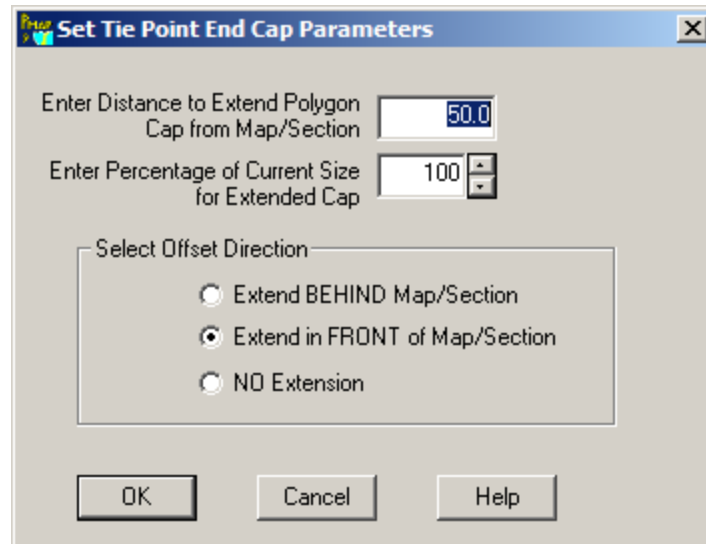 Set Tie Point End Cap Parameters
Enter Distance to Extend Polygon
Cap from Map/Section
50.0
Enter Percentage of Current Size
for Extended Cap
100
Select Offset Direction
Extend BEHIND Map/Section
Extend in FRONT of Map/Section
NO Extension
OK Cancel Help